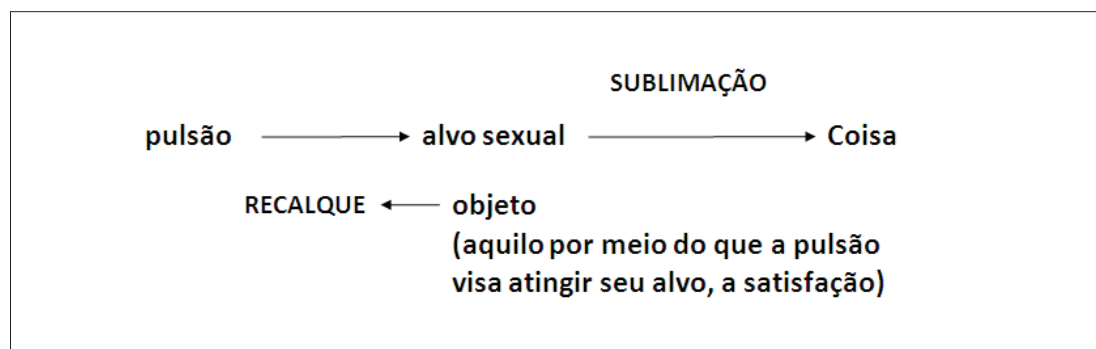 SUBLIMAÇÃO
pulsão alvo sexual Coisa
RECALQUE objeto
(aquilo por meio do que a pulsão
visa atingir seu alvo, a satisfação)